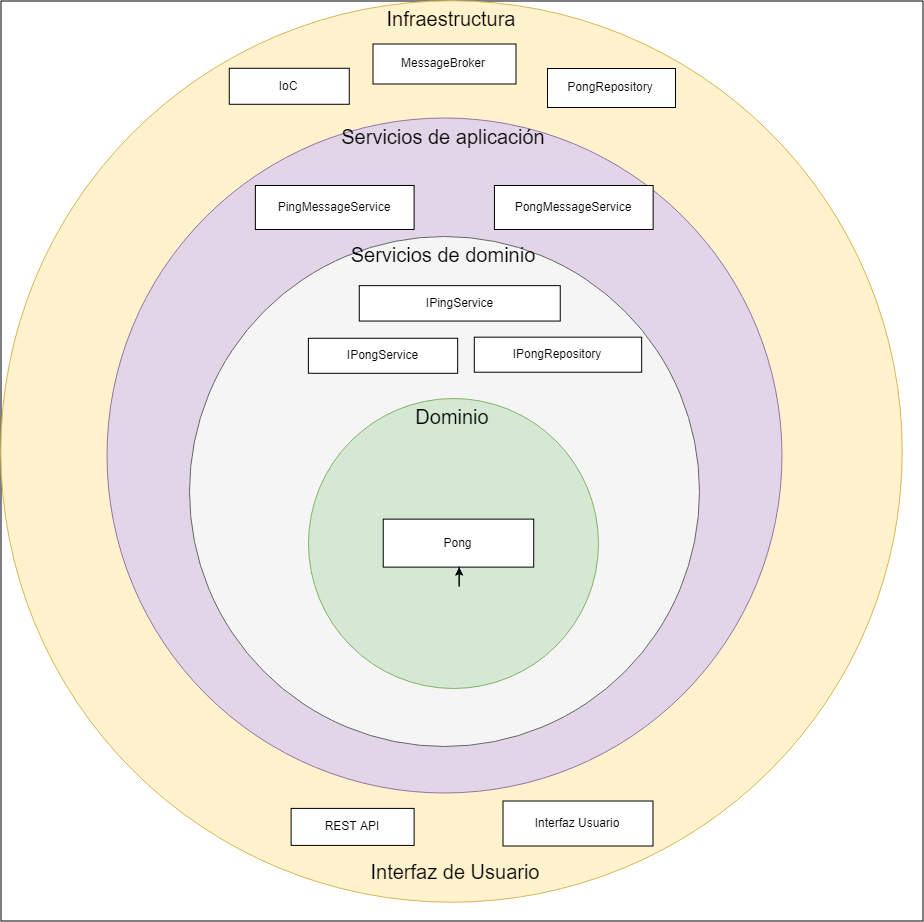 Infraestructura
MessageBroker
IoC
PongRepository
Servicios de aplicación
PingMessageService
PongMessageService
Servicios de dominio
IPingService
IPongService
IPongRepository
Dominio
Pong
REST API
Interfaz Usuario
Interfaz de Usuario